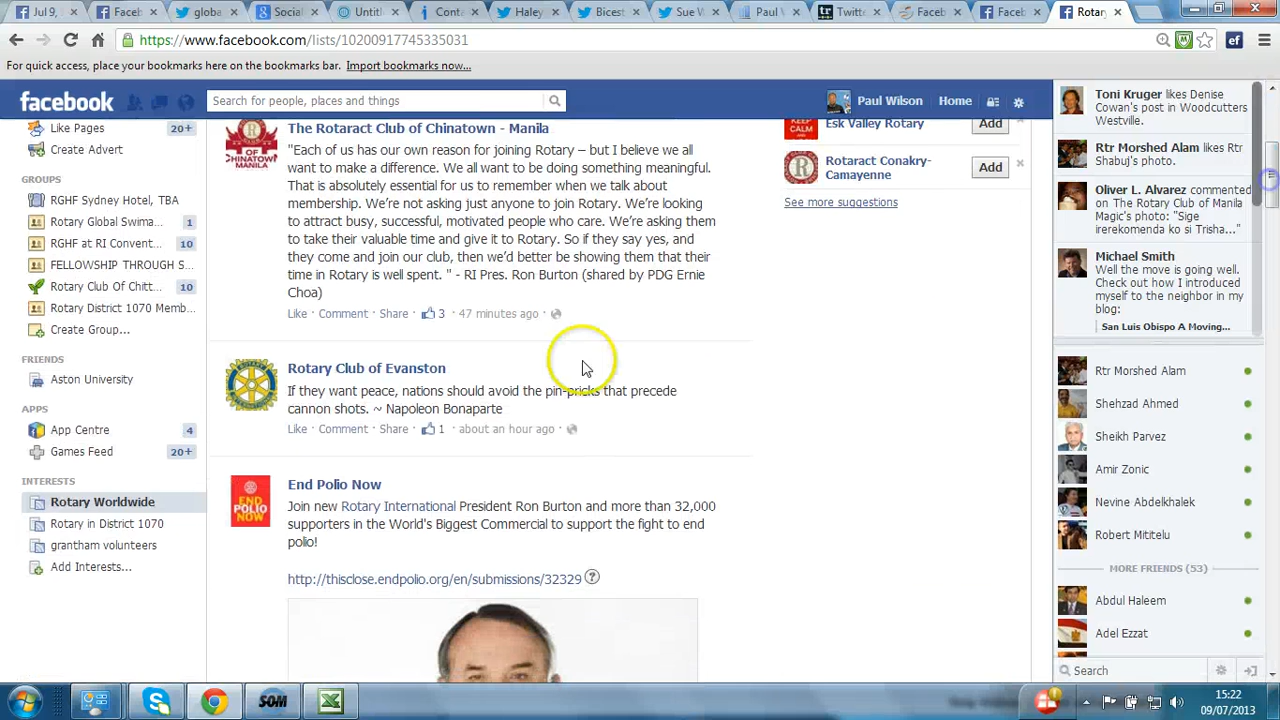 Jul 9,
Faceb
globa
Social
Untitl
Conta
Haley
Bicest
Sue W
Paul V
Twitte
Faceb
Faceb
Rotary
https://www.facebook.com/lists/10200917745335031
For quick access, place your bookmarks here on the bookmarks bar. Import bookmarks now...
facebook
Search for people, places and things
Paul Wilson
Home
Like Pages 20+
Create Advert
GROUPS
RGHF Sydney Hotel, TBA
Rotary Global Swima... 1
RGHF at RI Convent... 10
FELLOWSHIP THROUGH S...
Rotary Club Of Chitt... 10
Rotary District 1070 Memb...
Create Group...
FRIENDS
Aston University
APPS
App Centre 4
Games Feed 20+
INTERESTS
Rotary Worldwide
Rotary in District 1070
grantham volunteers
Add Interests...
OF CHINATOWN MANILA
The Rotaract Club of Chinatown - Manila
"Each of us has our own reason for joining Rotary – but I believe we all
want to make a difference. We all want to be doing something meaningful.
That is absolutely essential for us to remember when we talk about
membership. We're not asking just anyone to join Rotary. We're looking
to attract busy, successful, motivated people who care. We're asking them
to take their valuable time and give it to Rotary. So if they say yes, and
they come and join our club, then we'd better be showing them that their
time in Rotary is well spent. " - RI Pres. Ron Burton (shared by PDG Ernie
Choa)
Like · Comment · Share · 3 · 47 minutes ago ·
Rotary Club of Evanston
If they want peace, nations should avoid the pin-pricks that precede
cannon shots. ~ Napoleon Bonaparte
Like · Comment · Share · 1 · about an hour ago ·
END POLIO NOW
End Polio Now
Join new Rotary International President Ron Burton and more than 32,000
supporters in the World's Biggest Commercial to support the fight to end
polio!
http://thisclose.endpolio.org/en/submissions/32329 ?
KEEP CALM
Esk Valley Rotary
Add
Rotaract Conakry-
Camayenne
Add
See more suggestions
Toni Kruger likes Denise
Cowan's post in Woodcutters
Westville.
Rtr Morshed Alam likes Rtr
Shabuj's photo.
Oliver L. Alvarez commented
on The Rotary Club of Manila
Magic's photo: "Sige
irerekomenda ko si Trisha..."
Michael Smith
Well the move is going well.
Check out how I introduced
myself to the neighbor in my
blog:
San Luis Obispo A Moving...
Rtr Morshed Alam
Shehzad Ahmed
Sheikh Parvez
Amir Zonic
Nevine Abdelkhalek
Robert Mititelu
MORE FRIENDS (53)
Abdul Haleem
Adel Ezzat
Search
SOM
15:22
09/07/2013